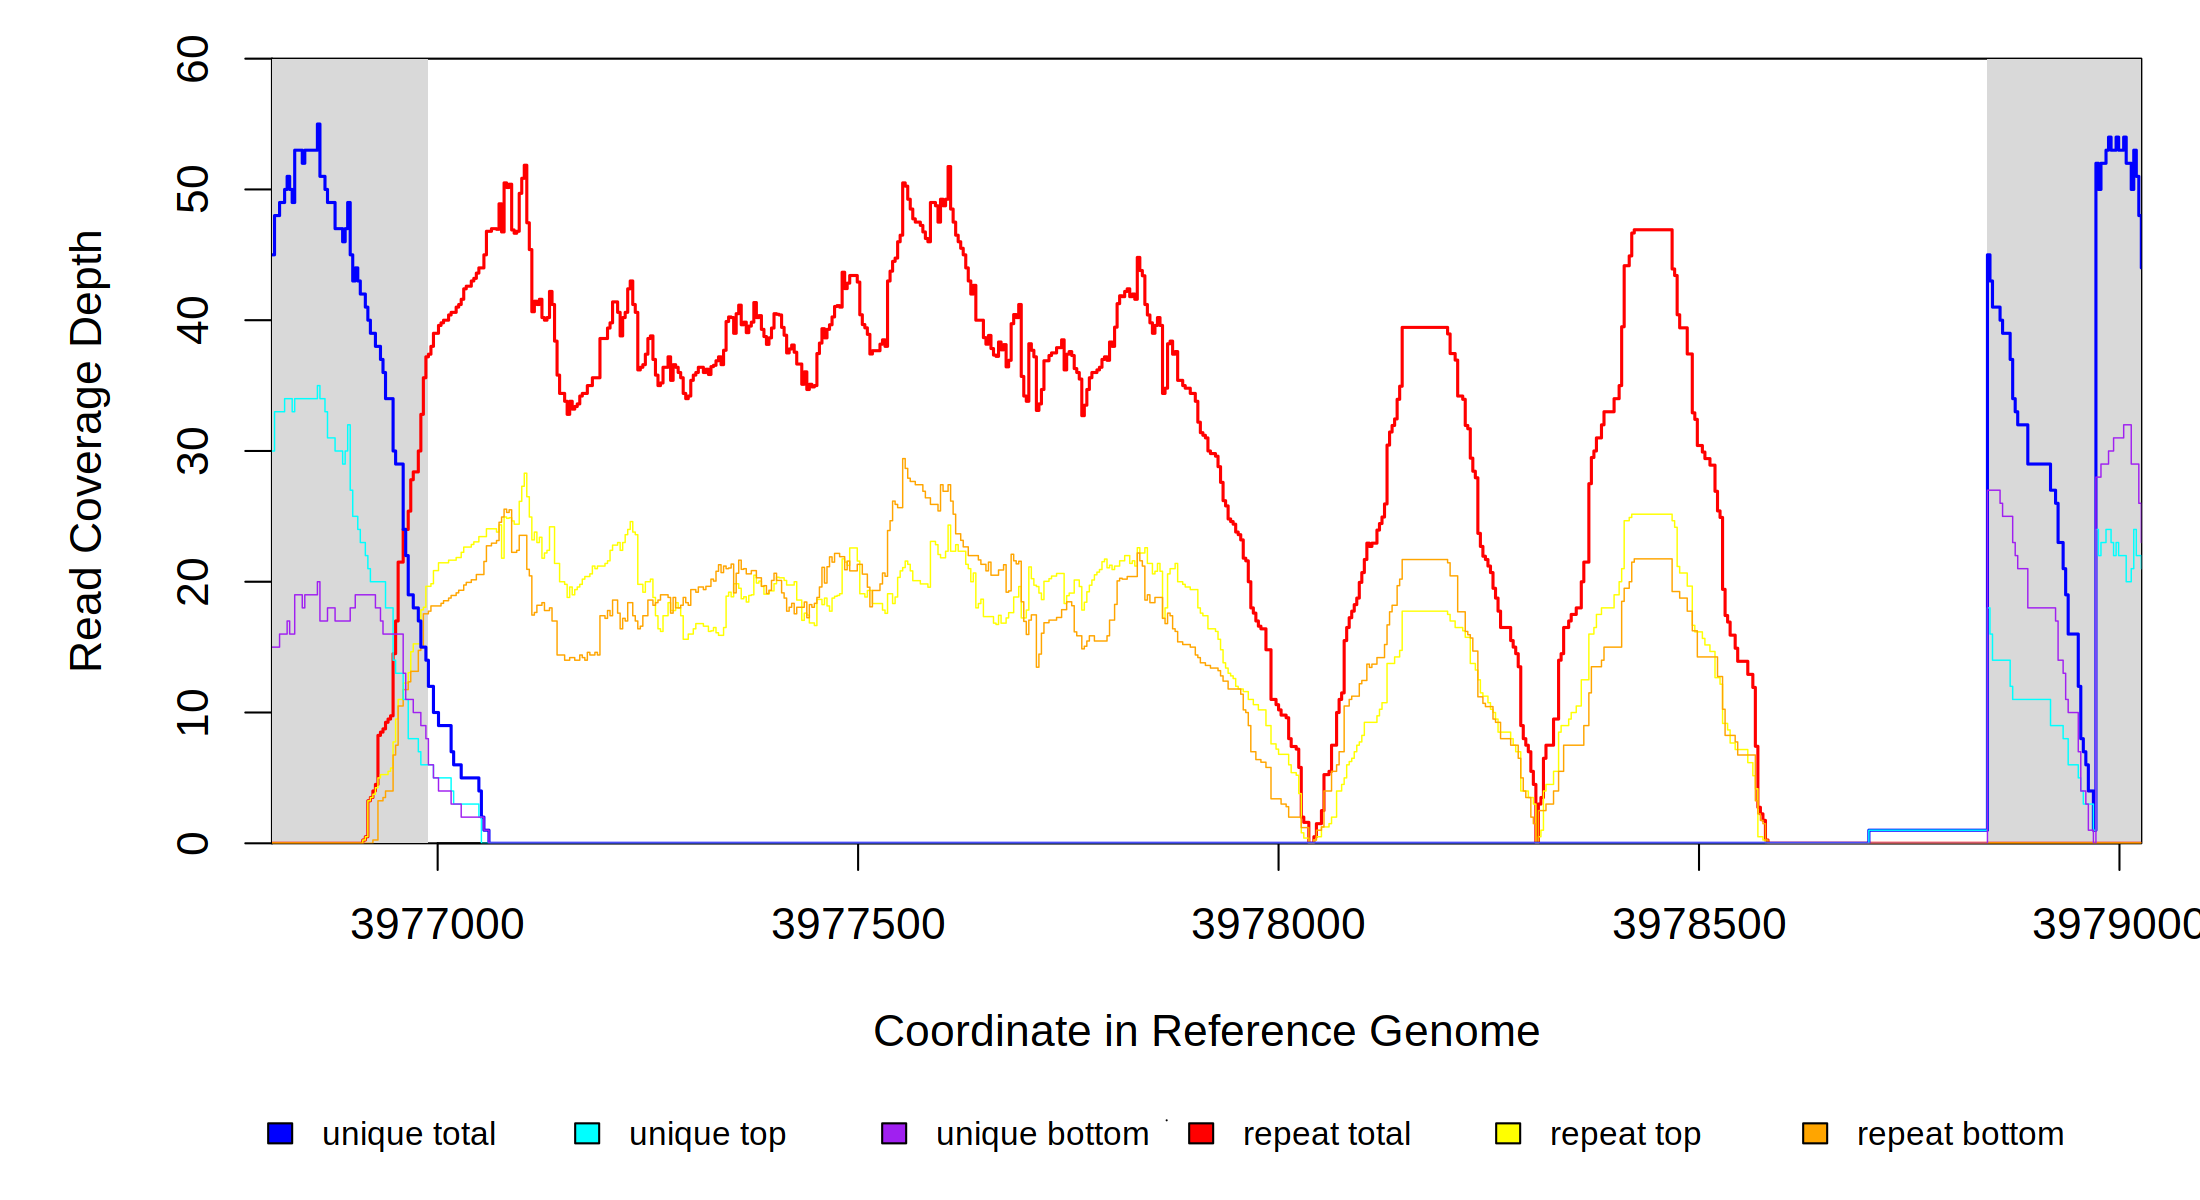 60
50
40
30
20
10
0
Read Coverage Depth
3977000 3977500 3978000 3978500 3979000
Coordinate in Reference Genome
unique total unique top unique bottom repeat total repeat top repeat bottom